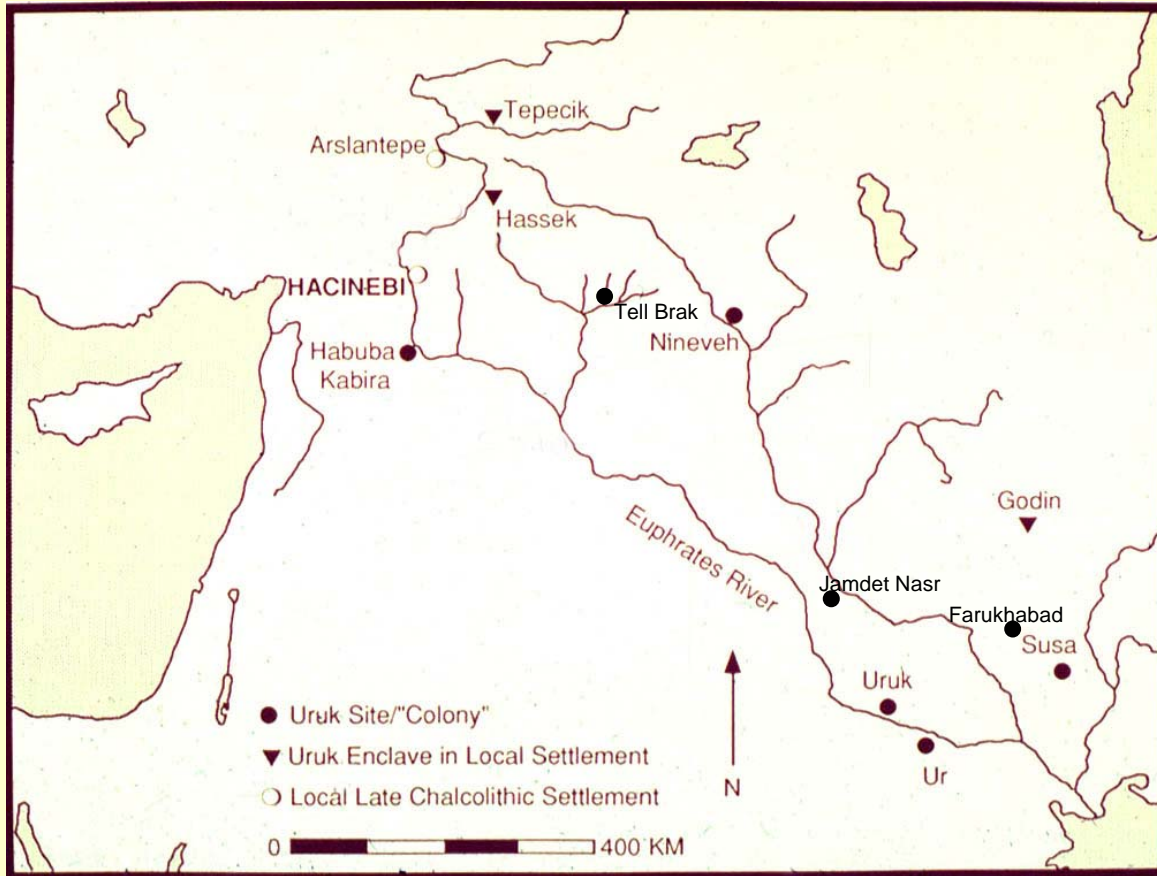 Tepecik
Arslantepe
Hassek
HACINEBI
Tell Brak
Nineveh
Habuba
Kabira
Godin
Euphrates River
Jamdet Nasr
Farukhabad
Susa
Uruk
Ur
Uruk Site/"Colony"
Uruk Enclave in Local Settlement
Local Late Chalcolithic Settlement
N
0 400 KM